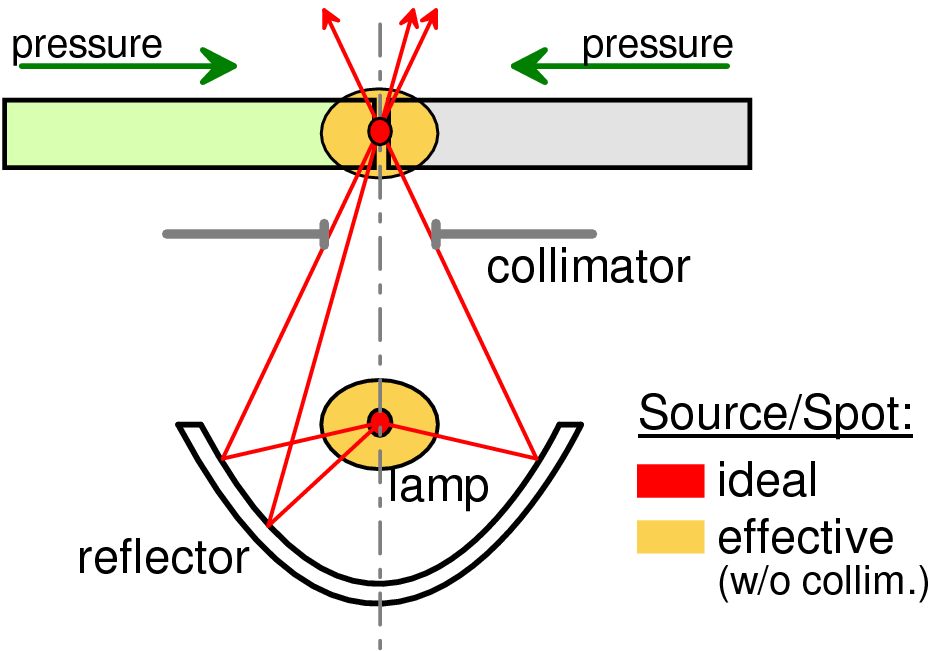 pressure
pressure
collimator
lamp
reflector
Source/Spot:
ideal
effective
(w/o collim.)